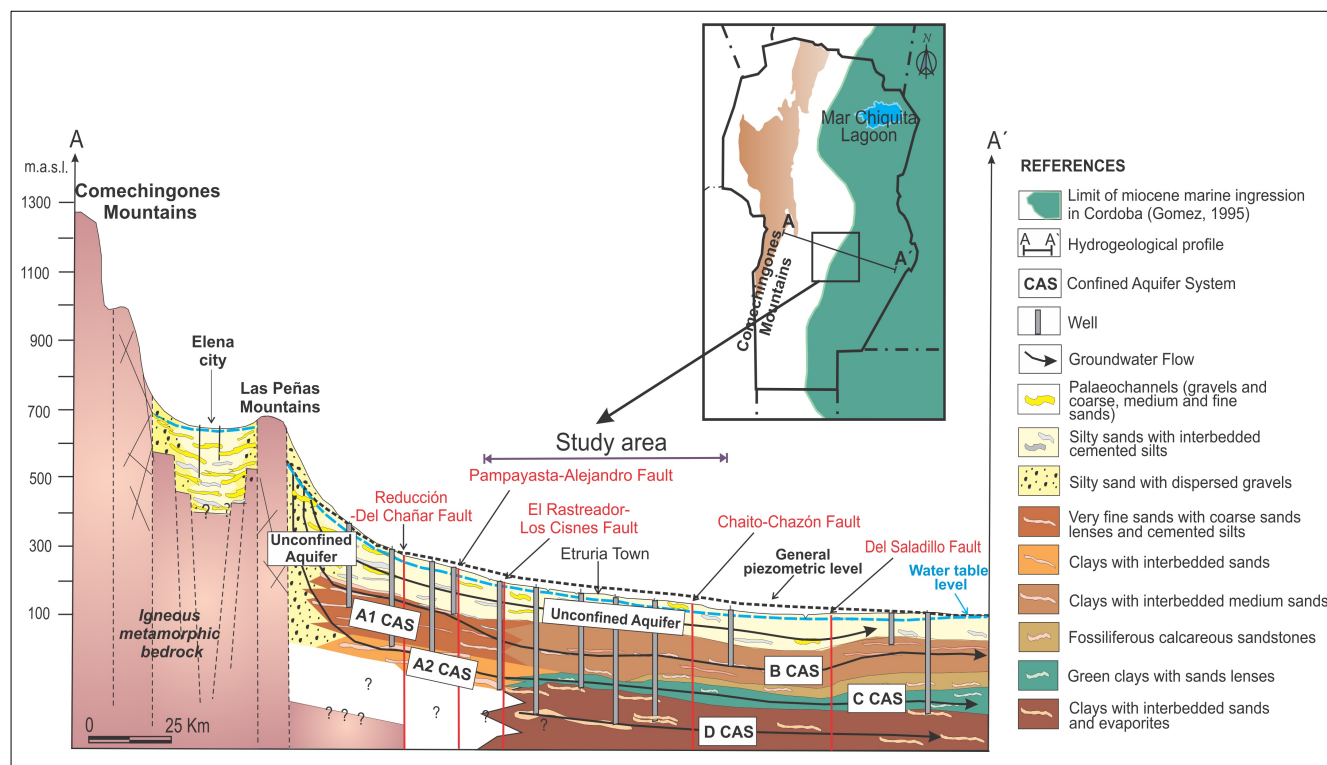 N
Mar Chiquita
Lagoon
A
A´
Comechingones
Mountains
A
m.a.s.l.
Comechingones
Mountains
1300
1100
900
700
500
300
100
Elena
city
Las Peñas
Mountains
Study area
Pampayasta-Alejandro Fault
Reducción
-Del Chañar Fault
El Rastreador-
Los Cisnes Fault
Etruria Town
Chaito-Chazón Fault
General
piezometric level
Del Saladillo Fault
Water table
level
Unconfined
Aquifer
Unconfined Aquifer
Igneous
metamorphic
bedrock
A1 CAS
A2 CAS
B CAS
C CAS
D CAS
? ?
?
? ? ?
?
?
?
0 25 Km
A´
REFERENCES
Limit of miocene marine ingression
in Cordoba (Gomez, 1995)
A A`
Hydrogeological profile
CAS
Confined Aquifer System
Well
Groundwater Flow
Palaeochannels (gravels and
coarse, medium and fine
sands)
Silty sands with interbedded
cemented silts
Silty sand with dispersed gravels
Very fine sands with coarse sands
lenses and cemented silts
Clays with interbedded sands
Clays with interbedded medium sands
Fossiliferous calcareous sandstones
Green clays with sands lenses
Clays with interbedded sands
and evaporites